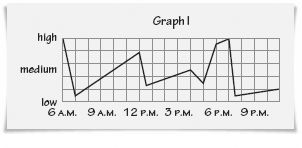 Graph I
high
medium
low
6 A.M. 9 A.M. 12 P.M. 3 P.M. 6 P.M. 9 P.M.